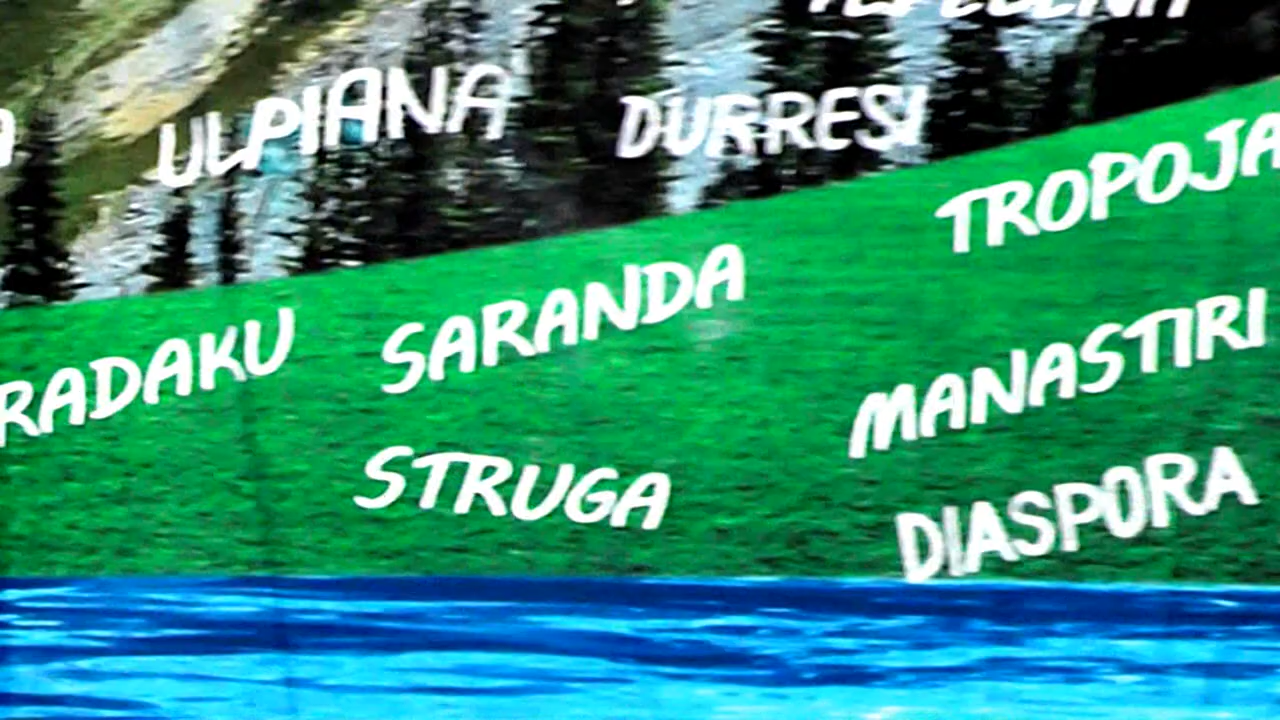 ULPIANA
DURRESI
TROPOJA
RADAKU
SARANDA
MANASTIRI
STRUGA
DIASPORA